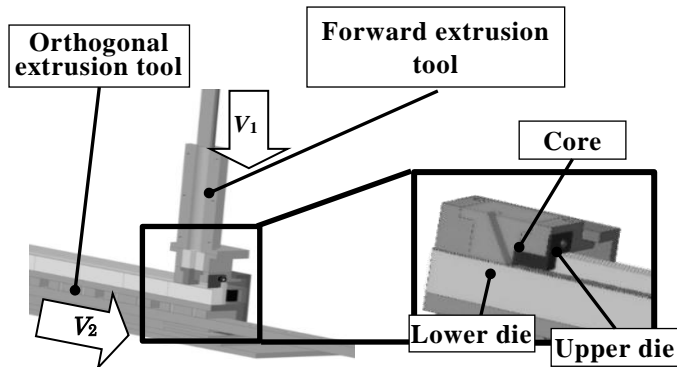 Orthogonal
extrusion tool
Forward extrusion
tool
V1
Core
V2
Lower die
Upper die